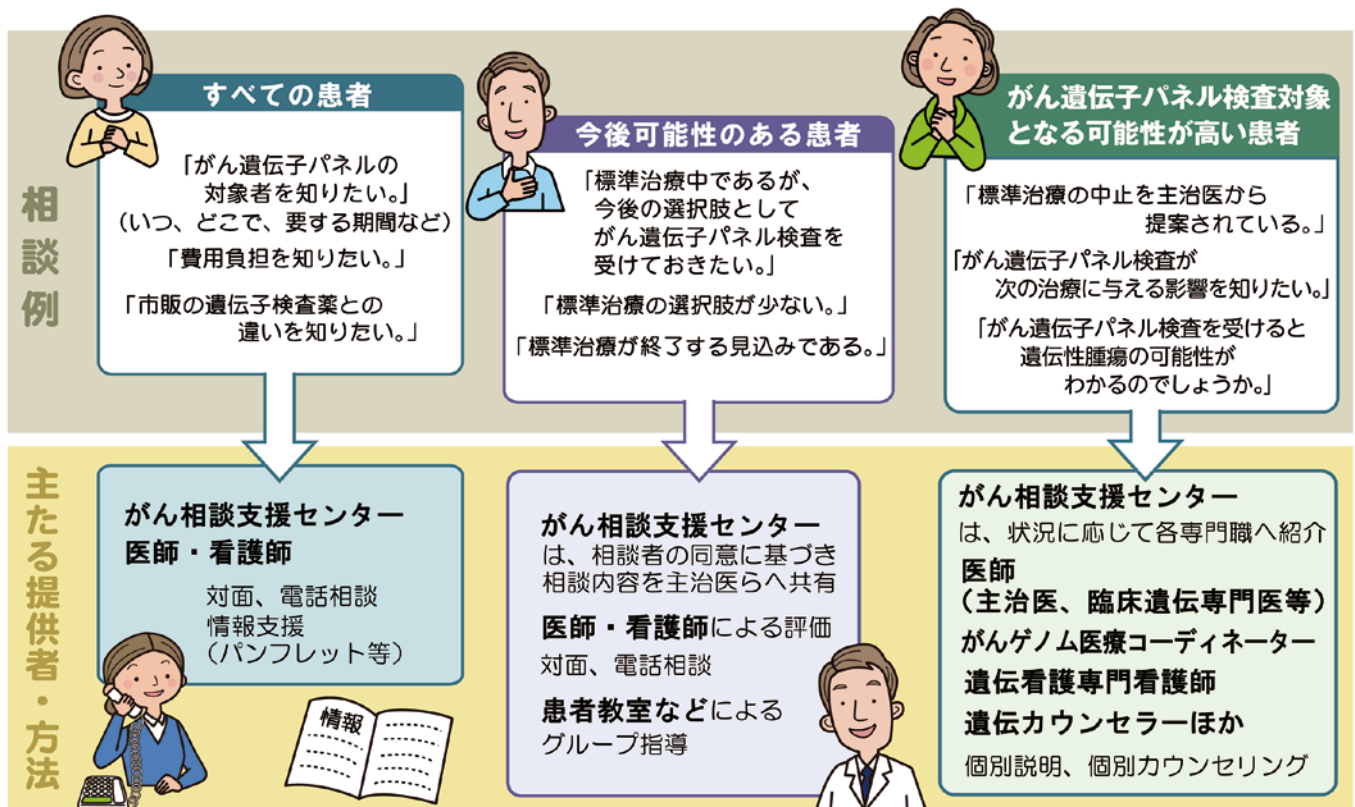 相談例
すべての患者
「がん遺伝子パネルの
対象者を知りたい。」
（いつ、どこで、要する期間など）
「費用負担を知りたい。」
「市販の遺伝子検査薬との
違いを知りたい。」
今後可能性のある患者
「標準治療中であるが、
今後の選択肢として
がん遺伝子パネル検査を
受けておきたい。」
「標準治療の選択肢が少ない。」
「標準治療が終了する見込みである。」
がん遺伝子パネル検査対象
となる可能性が高い患者
「標準治療の中止を主治医から
提案されている。」
「がん遺伝子パネル検査が
次の治療に与える影響を知りたい。」
「がん遺伝子パネル検査を受けると
遺伝性腫瘍の可能性が
わかるのでしょうか。」
主たる提供者・方法
がん相談支援センター
医師・看護師
対面、電話相談
情報支援
（パンフレット等）
情報
がん相談支援センター
は、相談者の同意に基づき
相談内容を主治医らへ共有
医師・看護師による評価
対面、電話相談
患者教室などによる
グループ指導
がん相談支援センター
は、状況に応じて各専門職へ紹介
医師
（主治医、臨床遺伝専門医等）
がんゲノム医療コーディネーター
遺伝看護専門看護師
遺伝カウンセラーほか
個別説明、個別カウンセリング